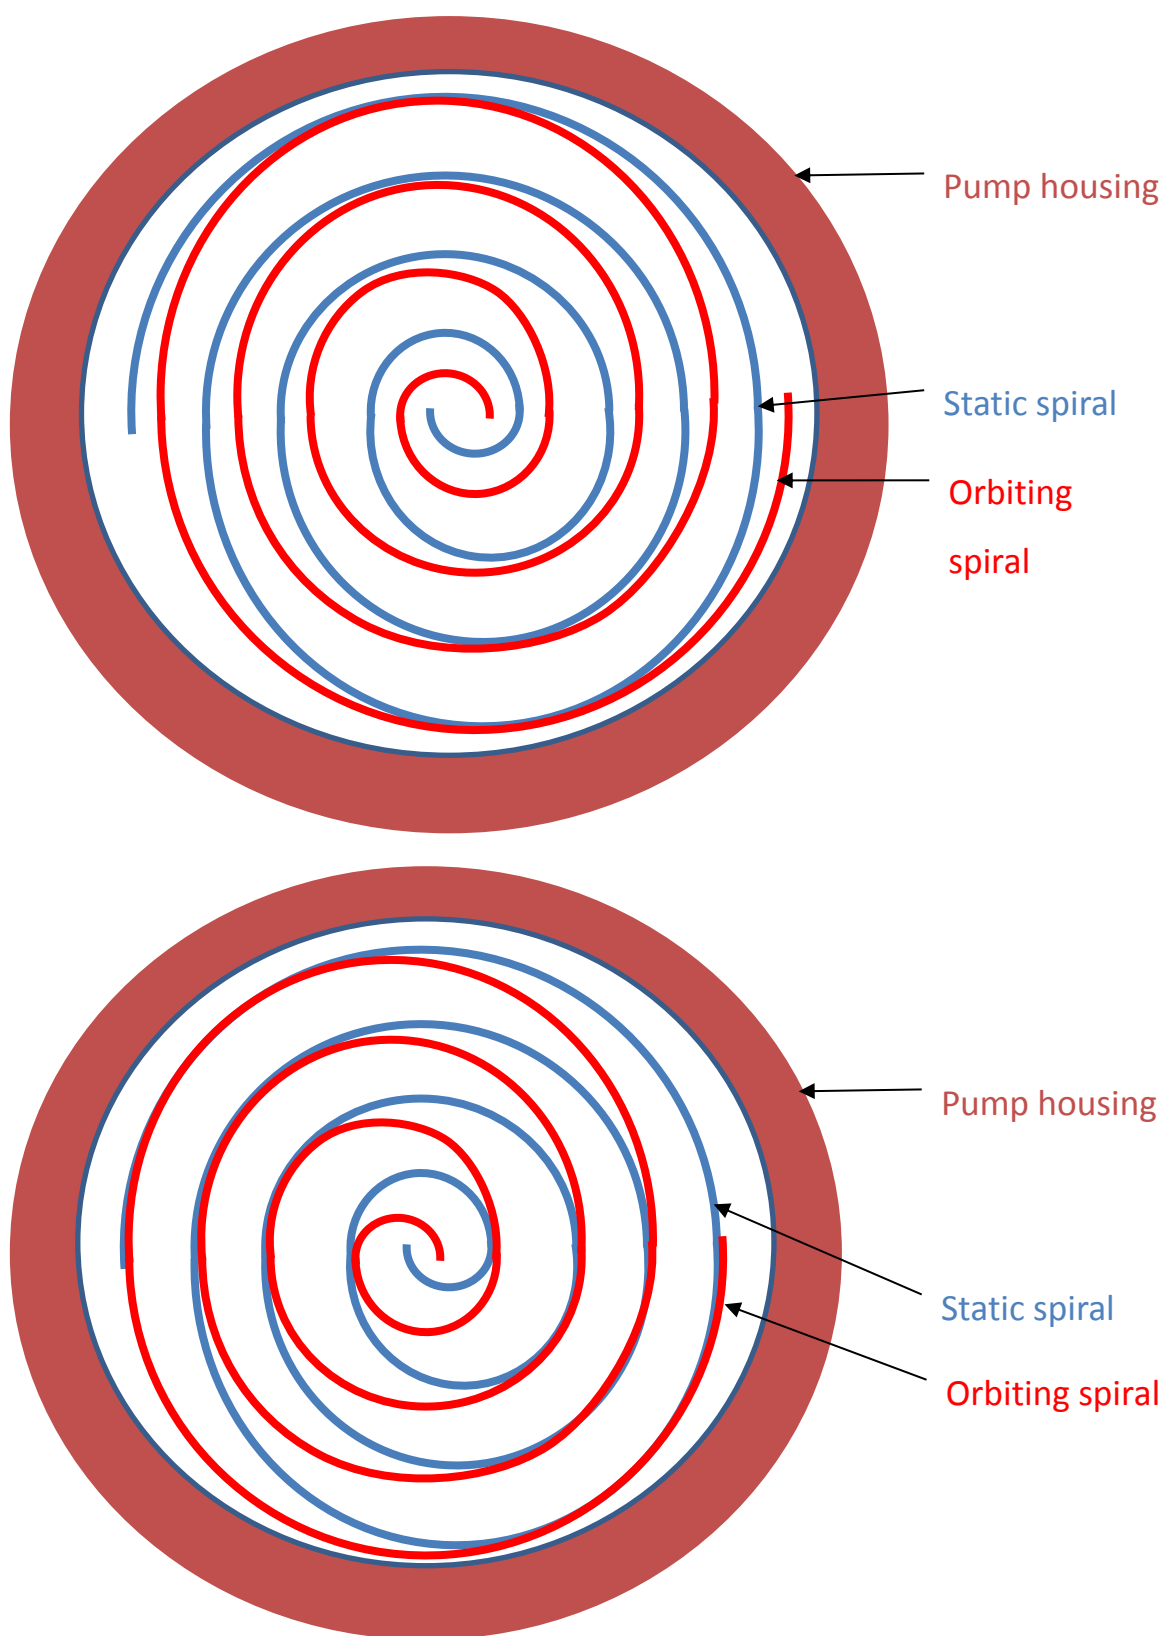 Pump housing
Static spiral
Orbiting
spiral
Pump housing
Static spiral
Orbiting spiral